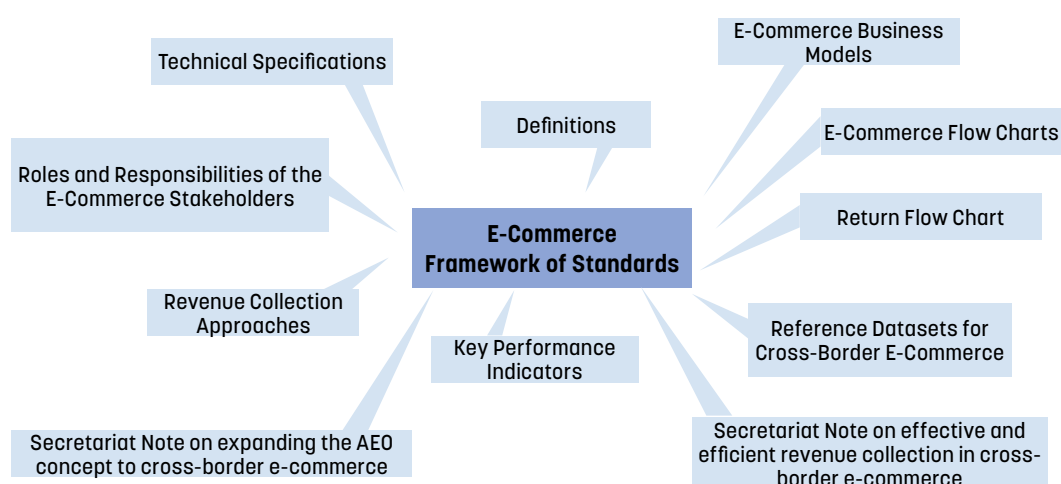 E-Commerce Business
Models
Technical Specifications
Definitions
E-Commerce Flow Charts
Roles and Responsibilities of the
E-Commerce Stakeholders
Return Flow Chart
E-Commerce
Framework of Standards
Revenue Collection
Approaches
Reference Datasets for
Cross-Border E-Commerce
Key Performance
Indicators
Secretariat Note on expanding the AEO
concept to cross-border e-commerce
Secretariat Note on effective and
efficient revenue collection in cross-
border e-commerce